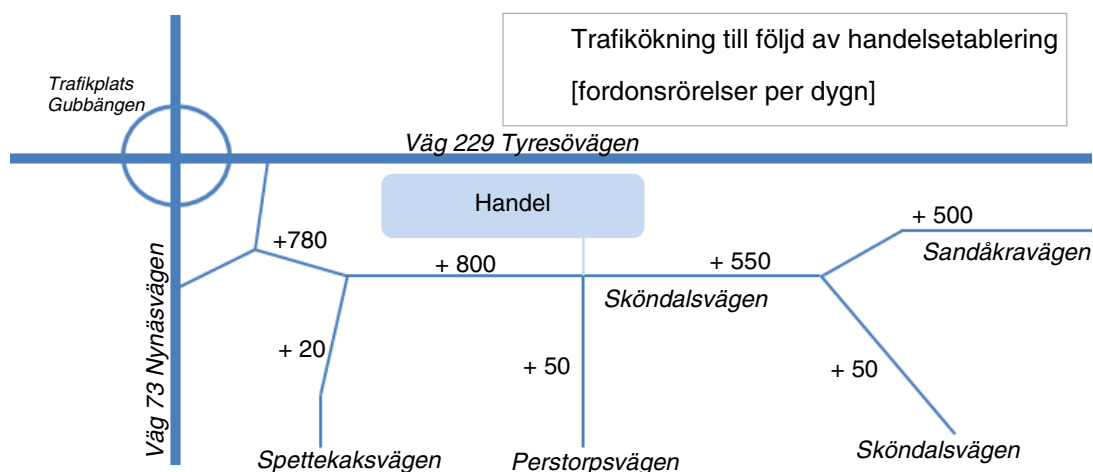 Trafikökning till följd av handelsetablering
[fordonsrörelser per dygn]
Trafikplats
Gubbängen
Väg 229 Tyresövägen
Handel
+ 500
+780
+ 800
+ 550
Sandåkravägen
Sköndalsvägen
Väg 73 Nynäsvägen
+ 20
+ 50
+ 50
Spettekaksvägen
Perstorpsvägen
Sköndalsvägen